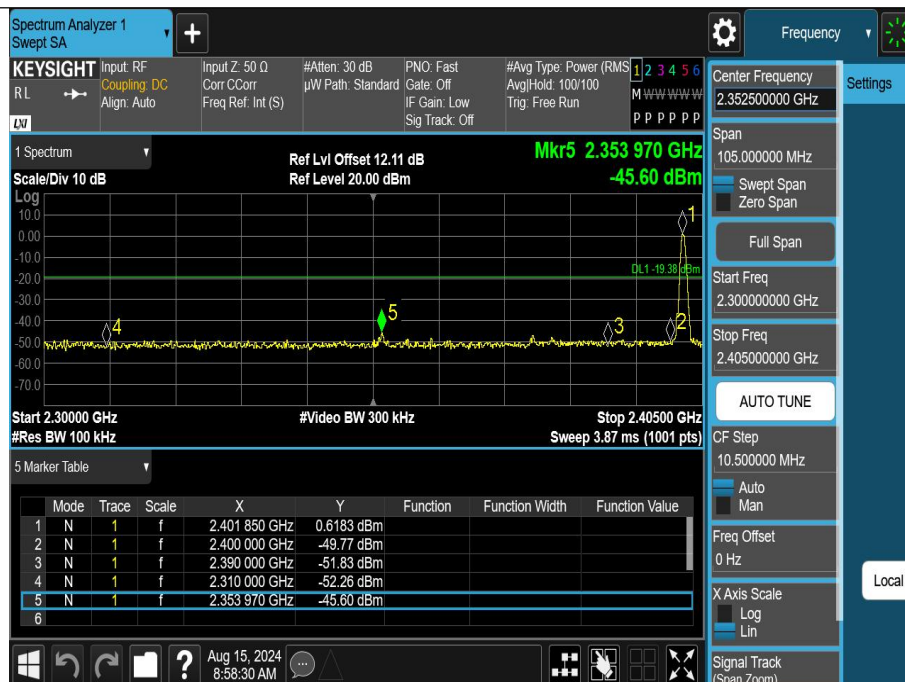 Spectrum Analyzer 1
Swept SA
+
Frequency
KEYSIGHT
RL
LXI
Input: RF
Coupling: DC
Align: Auto
Input Z: 50 Ω
Corr CCorr
Freq Ref: Int (S)
#Atten: 30 dB
µW Path: Standard
PNO: Fast
Gate: Off
IF Gain: Low
Sig Track: Off
#Avg Type: Power (RMS
Avg|Hold: 100/100
Trig: Free Run
1 2 3 4 5 6
M W W W W W
P P P P P P
1 Spectrum
Scale/Div 10 dB
Ref Lvl Offset 12.11 dB
Ref Level 20.00 dBm
Mkr5 2.353 970 GHz
-45.60 dBm
Log
10.0
0.00
-10.0
-20.0
-30.0
-40.0
-50.0
-60.0
-70.0
1
DL1 -19.38 dBm
5
4
3
2
Start 2.30000 GHz
#Video BW 300 kHz
Stop 2.40500 GHz
#Res BW 100 kHz
Sweep 3.87 ms (1001 pts)
5 Marker Table
Mode Trace Scale X Y Function Function Width Function Value
1 N 1 f 2.401 850 GHz 0.6183 dBm
2 N 1 f 2.400 000 GHz -49.77 dBm
3 N 1 f 2.390 000 GHz -51.83 dBm
4 N 1 f 2.310 000 GHz -52.26 dBm
5 N 1 f 2.353 970 GHz -45.60 dBm
6
?
Aug 15, 2024
8:58:30 AM
Center Frequency
2.352500000 GHz
Settings
Span
105.000000 MHz
Swept Span
Zero Span
Full Span
Start Freq
2.300000000 GHz
Stop Freq
2.405000000 GHz
AUTO TUNE
CF Step
10.500000 MHz
Auto
Man
Freq Offset
0 Hz
Local
X Axis Scale
Log
Lin
Signal Track
(Span Zoom)